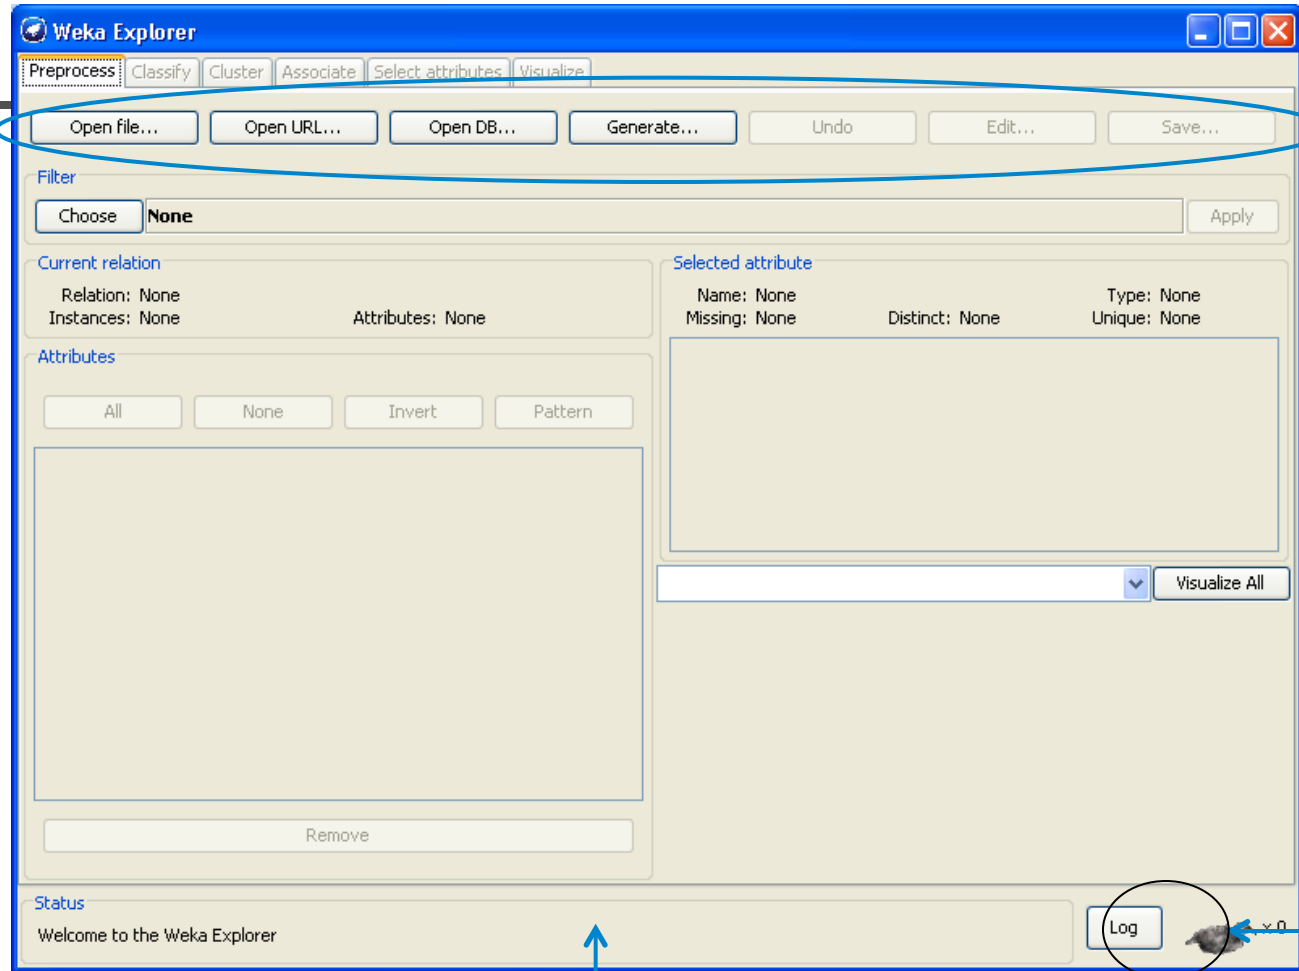 Weka Explorer
Preprocess Classify Cluster Associate Select attributes Visualize
Open file... Open URL... Open DB... Generate... Undo Edit... Save...
Filter
Choose None Apply
Current relation
Relation: None
Instances: None Attributes: None
Selected attribute
Name: None Type: None
Missing: None Distinct: None Unique: None
Attributes
All None Invert Pattern
Visualize All
Remove
Status
Welcome to the Weka Explorer
Log
x 0